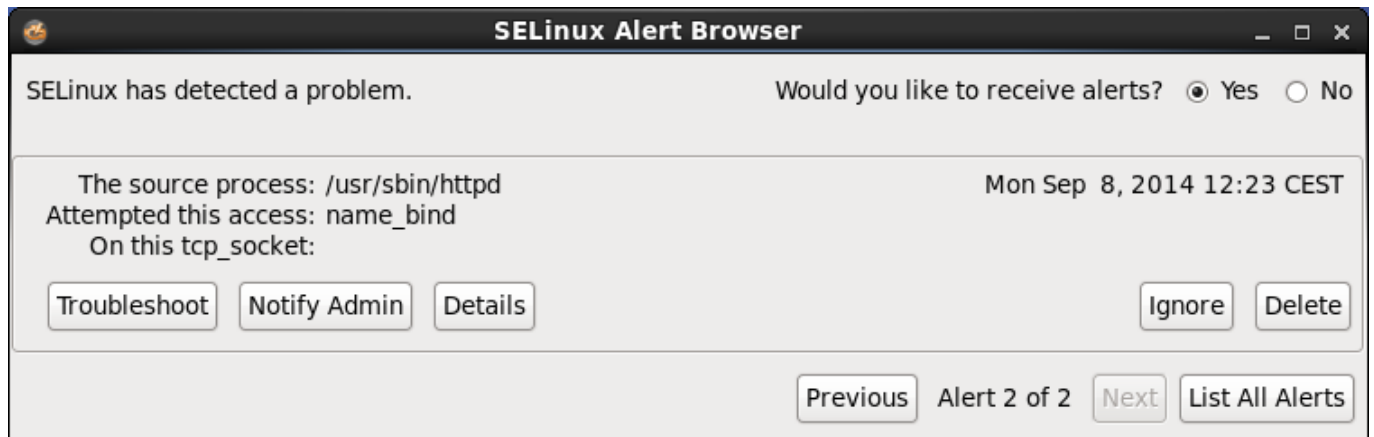 SELinux Alert Browser
SELinux has detected a problem. Would you like to receive alerts? Yes No
The source process: /usr/sbin/httpd Mon Sep 8, 2014 12:23 CEST
Attempted this access: name_bind
On this tcp_socket:
Troubleshoot Notify Admin Details Ignore Delete
Previous Alert 2 of 2 Next List All Alerts